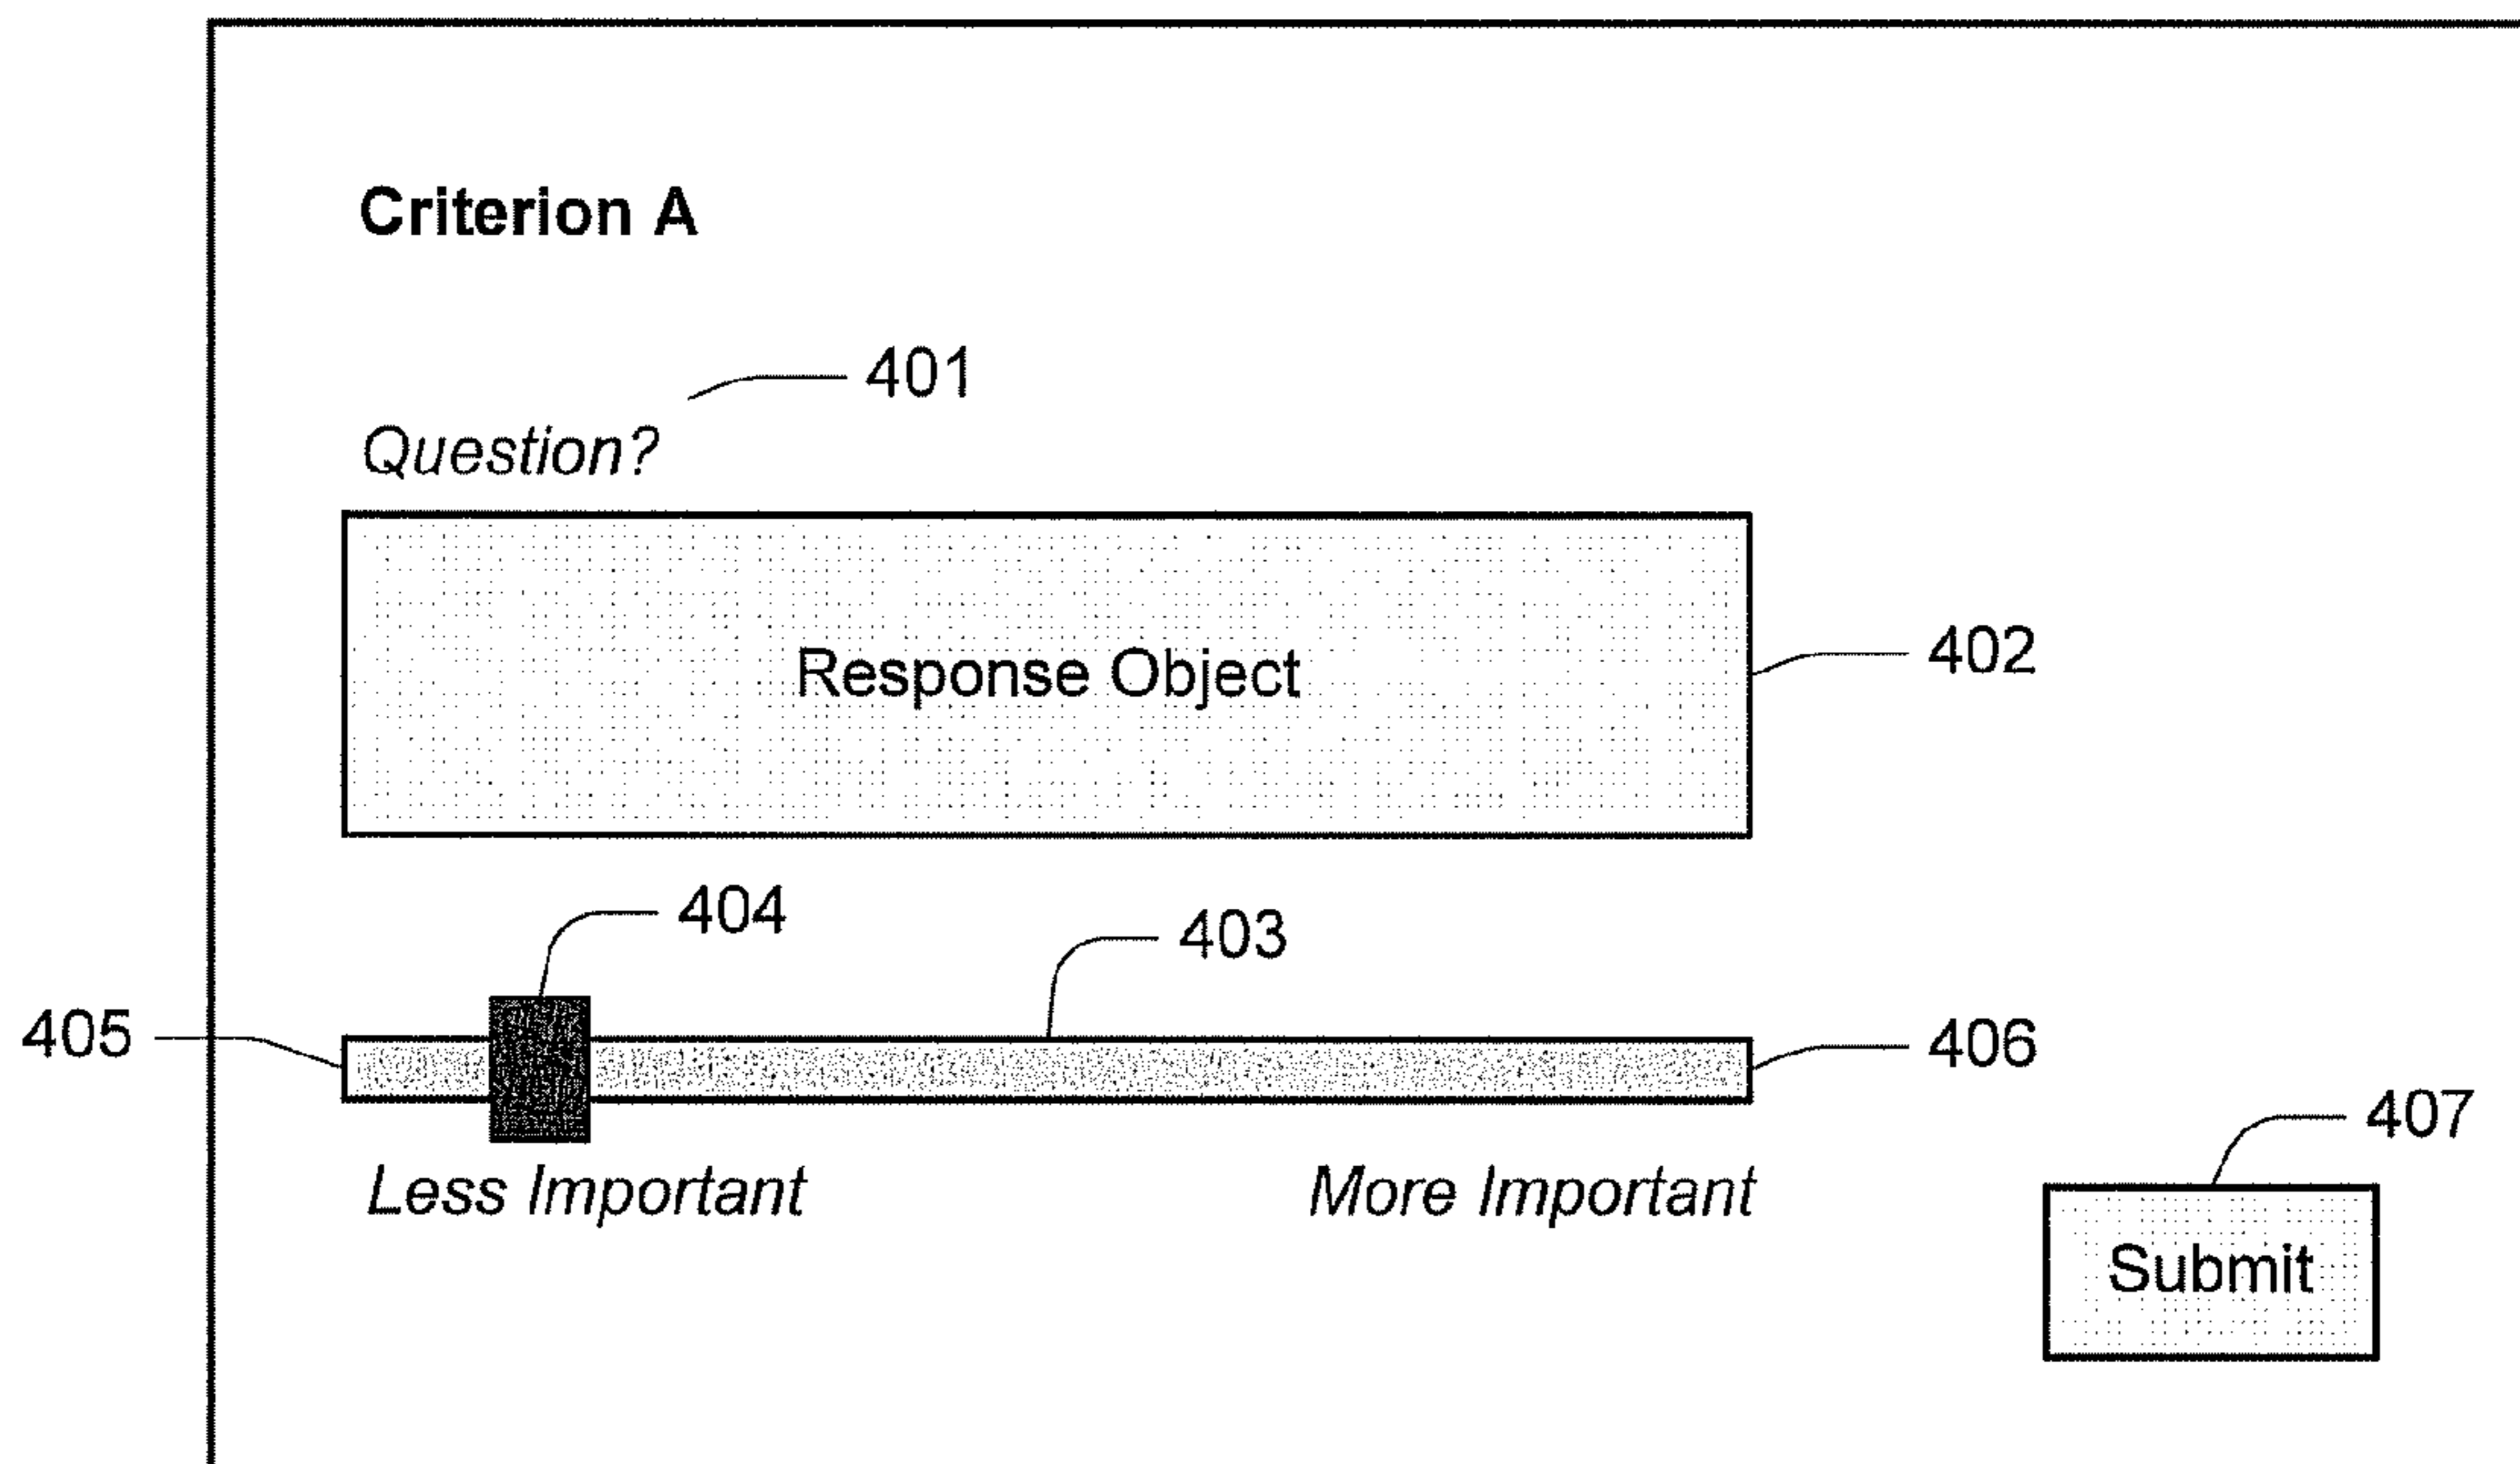 Criterion A
401
Question?
Response Object
402
404
403
405
406
407
Less Important
More Important
Submit